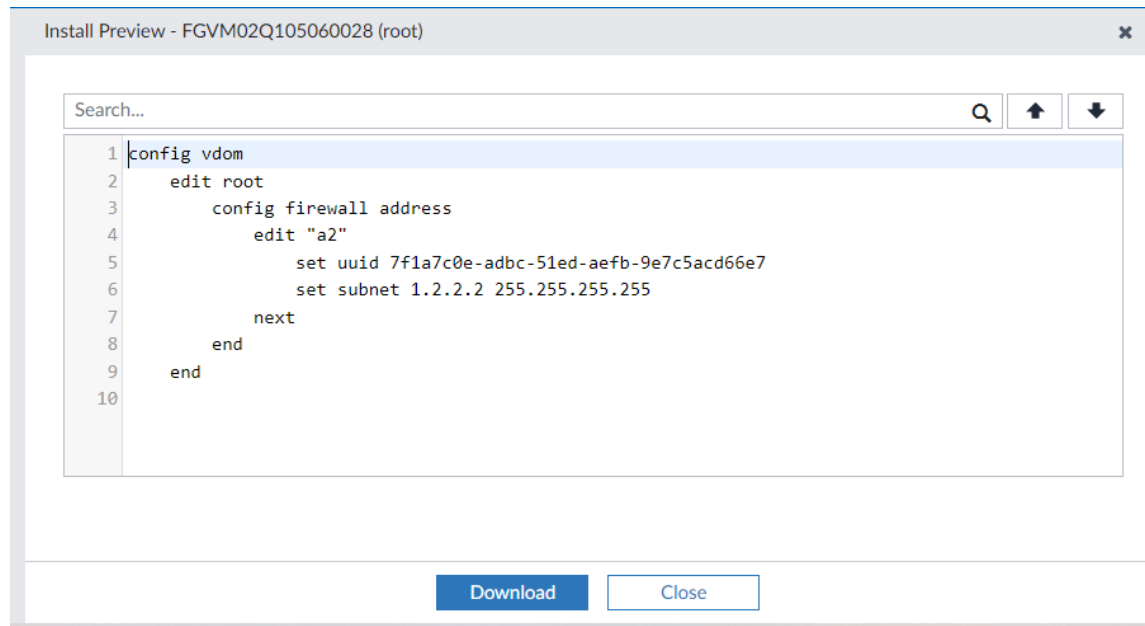 Install Preview - FGVM02Q105060028 (root)
Search...
1 config vdom
2 edit root
3 config firewall address
4 edit "a2"
5 set uuid 7f1a7c0e-adbc-51ed-aefb-9e7c5acd66e7
6 set subnet 1.2.2.2 255.255.255.255
7 next
8 end
9 end
10
Download Close